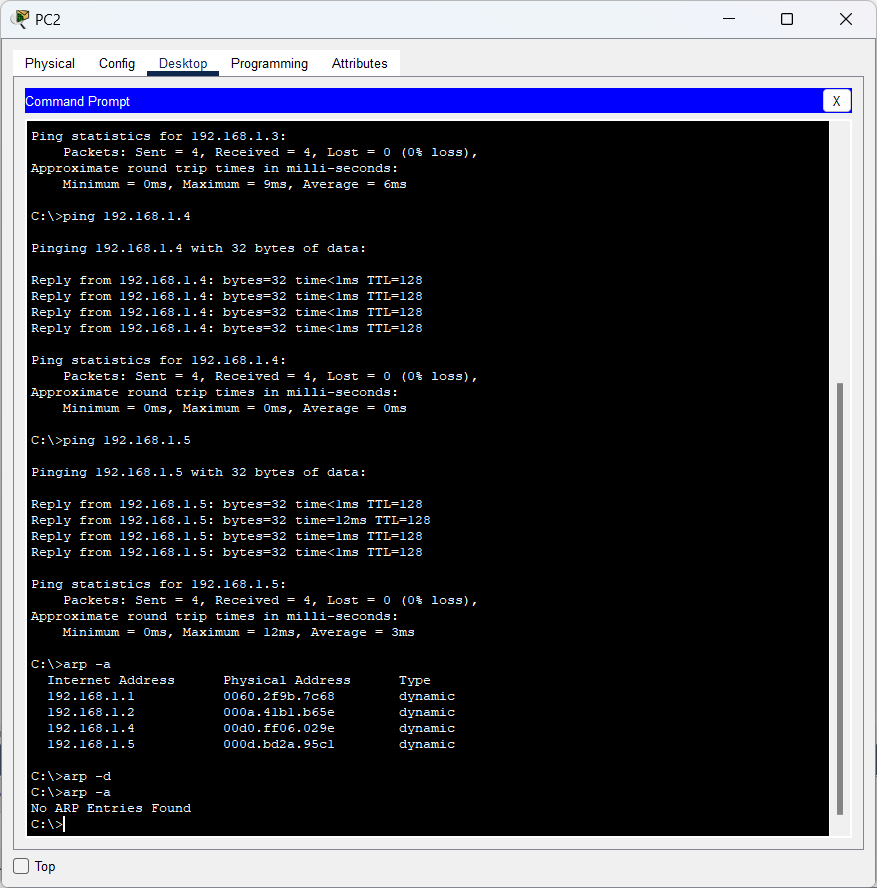 PC2
Physical Config Desktop Programming Attributes
Command Prompt X
Ping statistics for 192.168.1.3:
    Packets: Sent = 4, Received = 4, Lost = 0 (0% loss),
Approximate round trip times in milli-seconds:
    Minimum = 0ms, Maximum = 9ms, Average = 6ms
C:\>ping 192.168.1.4
Pinging 192.168.1.4 with 32 bytes of data:
Reply from 192.168.1.4: bytes=32 time<1ms TTL=128
Reply from 192.168.1.4: bytes=32 time<1ms TTL=128
Reply from 192.168.1.4: bytes=32 time<1ms TTL=128
Reply from 192.168.1.4: bytes=32 time<1ms TTL=128
Ping statistics for 192.168.1.4:
    Packets: Sent = 4, Received = 4, Lost = 0 (0% loss),
Approximate round trip times in milli-seconds:
    Minimum = 0ms, Maximum = 0ms, Average = 0ms
C:\>ping 192.168.1.5
Pinging 192.168.1.5 with 32 bytes of data:
Reply from 192.168.1.5: bytes=32 time<1ms TTL=128
Reply from 192.168.1.5: bytes=32 time=12ms TTL=128
Reply from 192.168.1.5: bytes=32 time=1ms TTL=128
Reply from 192.168.1.5: bytes=32 time<1ms TTL=128
Ping statistics for 192.168.1.5:
    Packets: Sent = 4, Received = 4, Lost = 0 (0% loss),
Approximate round trip times in milli-seconds:
    Minimum = 0ms, Maximum = 12ms, Average = 3ms
C:\>arp -a
  Internet Address      Physical Address      Type
  192.168.1.1           0060.2f9b.7c68        dynamic
  192.168.1.2           000a.41b1.b65e        dynamic
  192.168.1.4           00d0.ff06.029e        dynamic
  192.168.1.5           000d.bd2a.95c1        dynamic
C:\>arp -d
C:\>arp -a
No ARP Entries Found
C:\>
Top